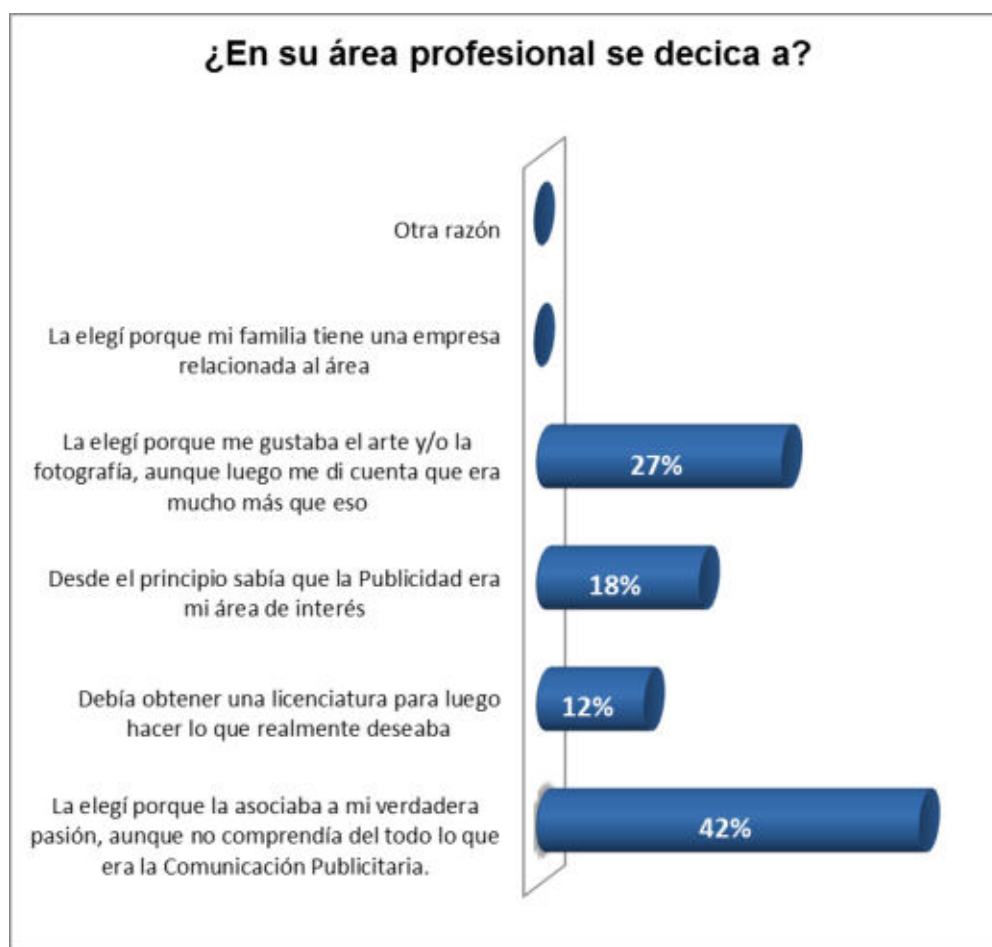 ¿En su área profesional se decica a?
Otra razón
La elegí porque mi familia tiene una empresa
relacionada al área
La elegí porque me gustaba el arte y/o la
fotografía, aunque luego me di cuenta que era
mucho más que eso
27%
Desde el principio sabía que la Publicidad era
mi área de interés
18%
Debía obtener una licenciatura para luego
hacer lo que realmente deseaba
12%
La elegí porque la asociaba a mi verdadera
pasión, aunque no comprendía del todo lo que
era la Comunicación Publicitaria.
42%